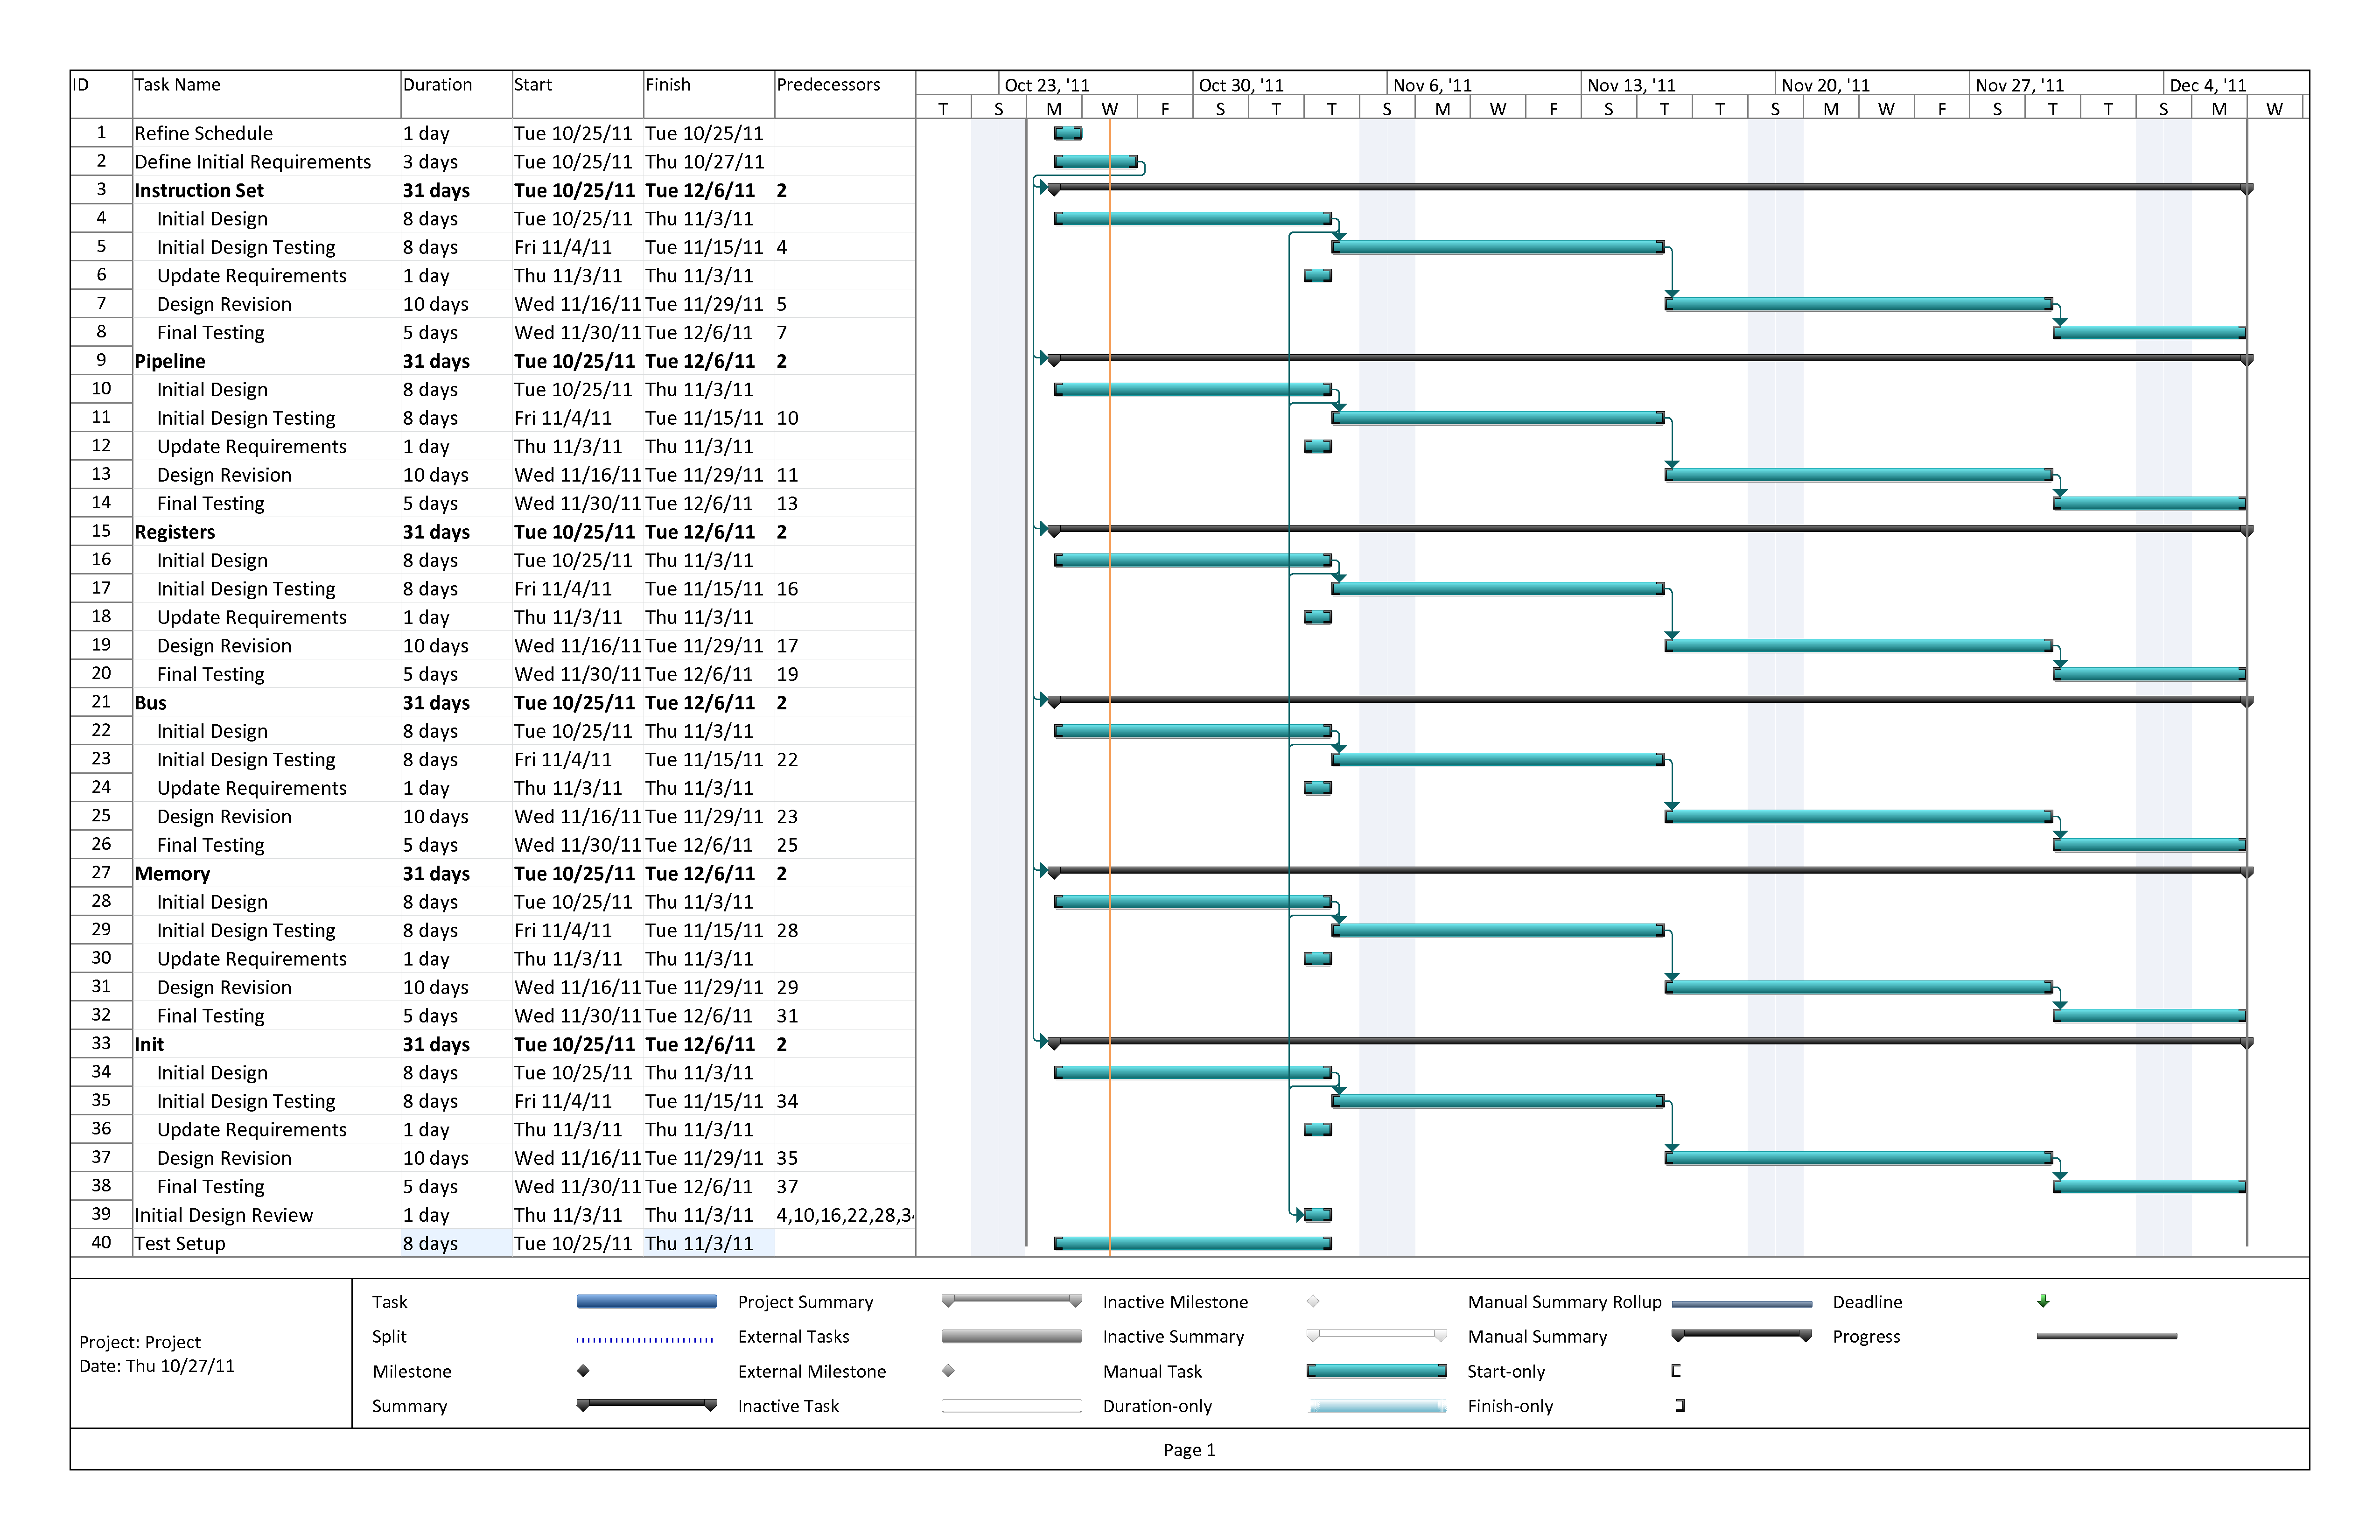 ID Task Name Duration Start Finish Predecessors Oct 23, '11 Oct 30, '11 Nov 6, '11 Nov 13, '11 Nov 20, '11 Nov 27, '11 Dec 4, '11
T S M W F S T T S M W F S T T S M W F S T T S M W
1 Refine Schedule 1 day Tue 10/25/11 Tue 10/25/11
2 Define Initial Requirements 3 days Tue 10/25/11 Thu 10/27/11
3 Instruction Set 31 days Tue 10/25/11 Tue 12/6/11 2
4 Initial Design 8 days Tue 10/25/11 Thu 11/3/11
5 Initial Design Testing 8 days Fri 11/4/11 Tue 11/15/11 4
6 Update Requirements 1 day Thu 11/3/11 Thu 11/3/11
7 Design Revision 10 days Wed 11/16/11 Tue 11/29/11 5
8 Final Testing 5 days Wed 11/30/11 Tue 12/6/11 7
9 Pipeline 31 days Tue 10/25/11 Tue 12/6/11 2
10 Initial Design 8 days Tue 10/25/11 Thu 11/3/11
11 Initial Design Testing 8 days Fri 11/4/11 Tue 11/15/11 10
12 Update Requirements 1 day Thu 11/3/11 Thu 11/3/11
13 Design Revision 10 days Wed 11/16/11 Tue 11/29/11 11
14 Final Testing 5 days Wed 11/30/11 Tue 12/6/11 13
15 Registers 31 days Tue 10/25/11 Tue 12/6/11 2
16 Initial Design 8 days Tue 10/25/11 Thu 11/3/11
17 Initial Design Testing 8 days Fri 11/4/11 Tue 11/15/11 16
18 Update Requirements 1 day Thu 11/3/11 Thu 11/3/11
19 Design Revision 10 days Wed 11/16/11 Tue 11/29/11 17
20 Final Testing 5 days Wed 11/30/11 Tue 12/6/11 19
21 Bus 31 days Tue 10/25/11 Tue 12/6/11 2
22 Initial Design 8 days Tue 10/25/11 Thu 11/3/11
23 Initial Design Testing 8 days Fri 11/4/11 Tue 11/15/11 22
24 Update Requirements 1 day Thu 11/3/11 Thu 11/3/11
25 Design Revision 10 days Wed 11/16/11 Tue 11/29/11 23
26 Final Testing 5 days Wed 11/30/11 Tue 12/6/11 25
27 Memory 31 days Tue 10/25/11 Tue 12/6/11 2
28 Initial Design 8 days Tue 10/25/11 Thu 11/3/11
29 Initial Design Testing 8 days Fri 11/4/11 Tue 11/15/11 28
30 Update Requirements 1 day Thu 11/3/11 Thu 11/3/11
31 Design Revision 10 days Wed 11/16/11 Tue 11/29/11 29
32 Final Testing 5 days Wed 11/30/11 Tue 12/6/11 31
33 Init 31 days Tue 10/25/11 Tue 12/6/11 2
34 Initial Design 8 days Tue 10/25/11 Thu 11/3/11
35 Initial Design Testing 8 days Fri 11/4/11 Tue 11/15/11 34
36 Update Requirements 1 day Thu 11/3/11 Thu 11/3/11
37 Design Revision 10 days Wed 11/16/11 Tue 11/29/11 35
38 Final Testing 5 days Wed 11/30/11 Tue 12/6/11 37
39 Initial Design Review 1 day Thu 11/3/11 Thu 11/3/11 4,10,16,22,28,34
40 Test Setup 8 days Tue 10/25/11 Thu 11/3/11
Project: Project
Date: Thu 10/27/11
Task Project Summary Inactive Milestone Manual Summary Rollup Deadline
Split External Tasks Inactive Summary Manual Summary Progress
Milestone External Milestone Manual Task Start-only
Summary Inactive Task Duration-only Finish-only
Page 1